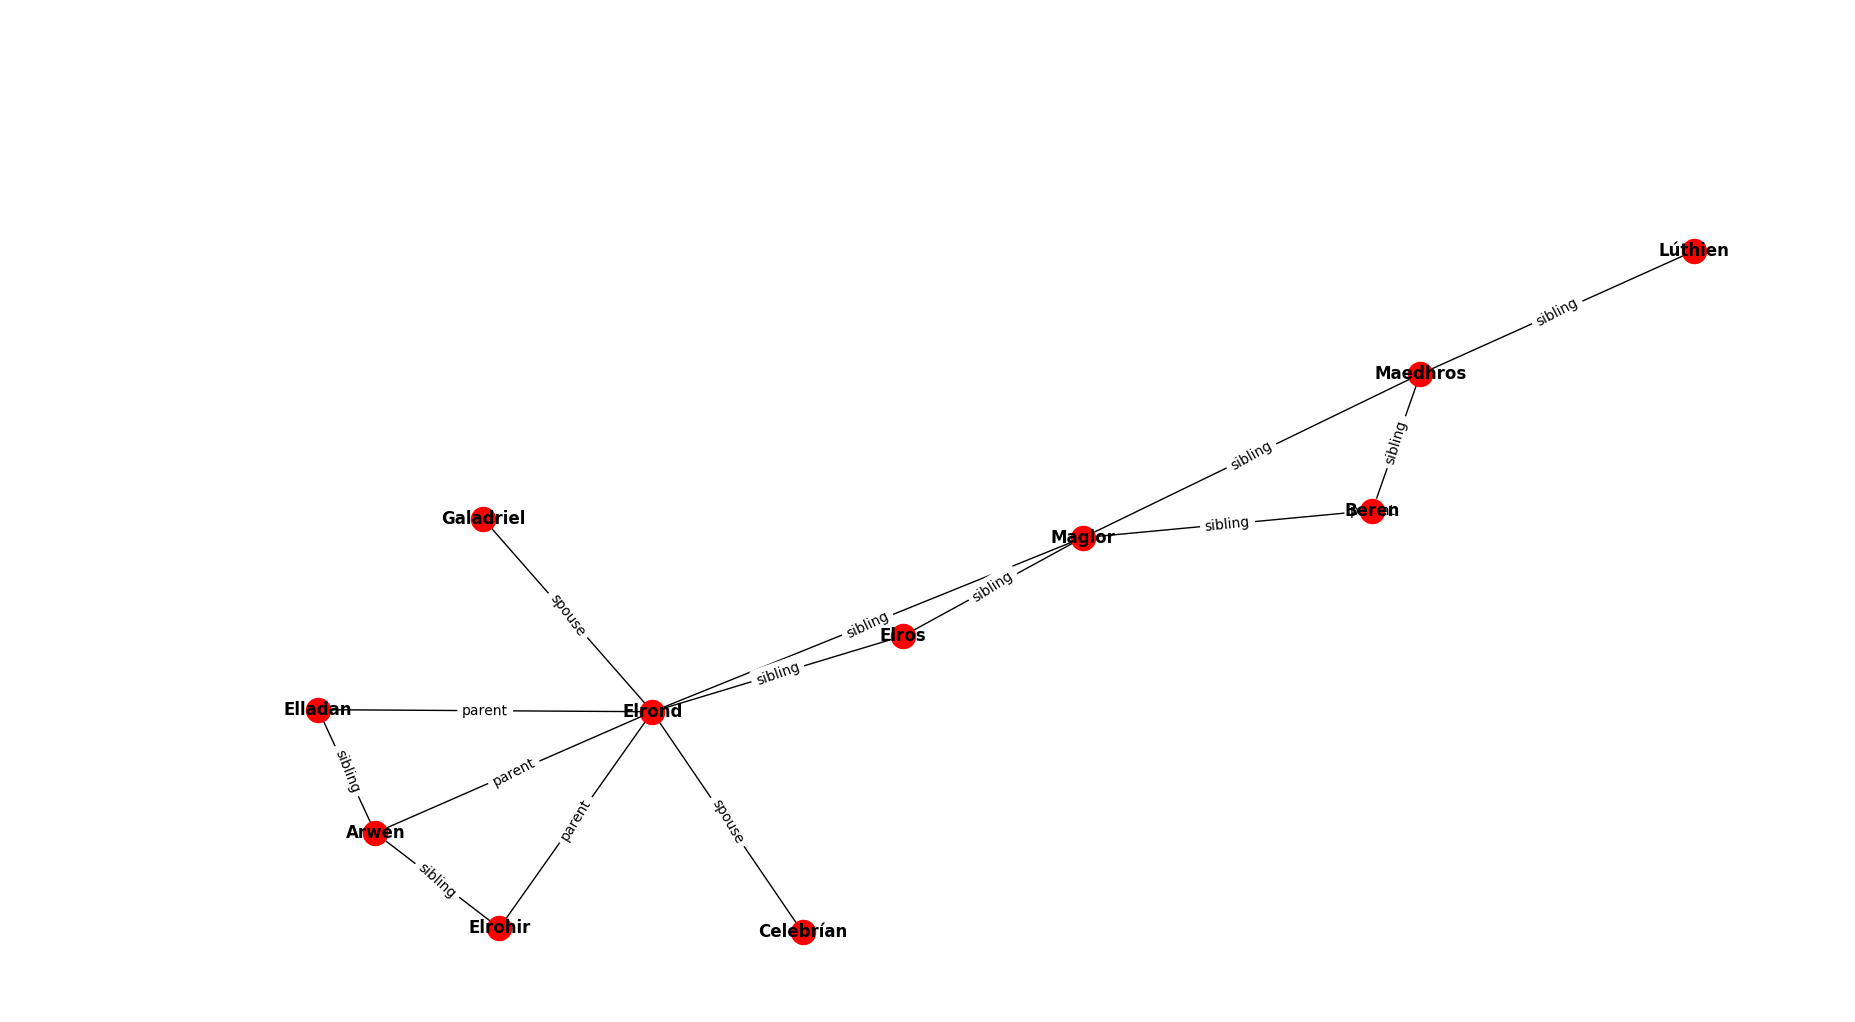 Lúthien
sibling
Maedhros
sibling
sibling
Beren
Galadriel
sibling
Maglor
sibling
spouse
sibling
Elros
sibling
Elladan
parent
Elrond
sibling
parent
parent
spouse
Arwen
sibling
Elrohir
Celebrían